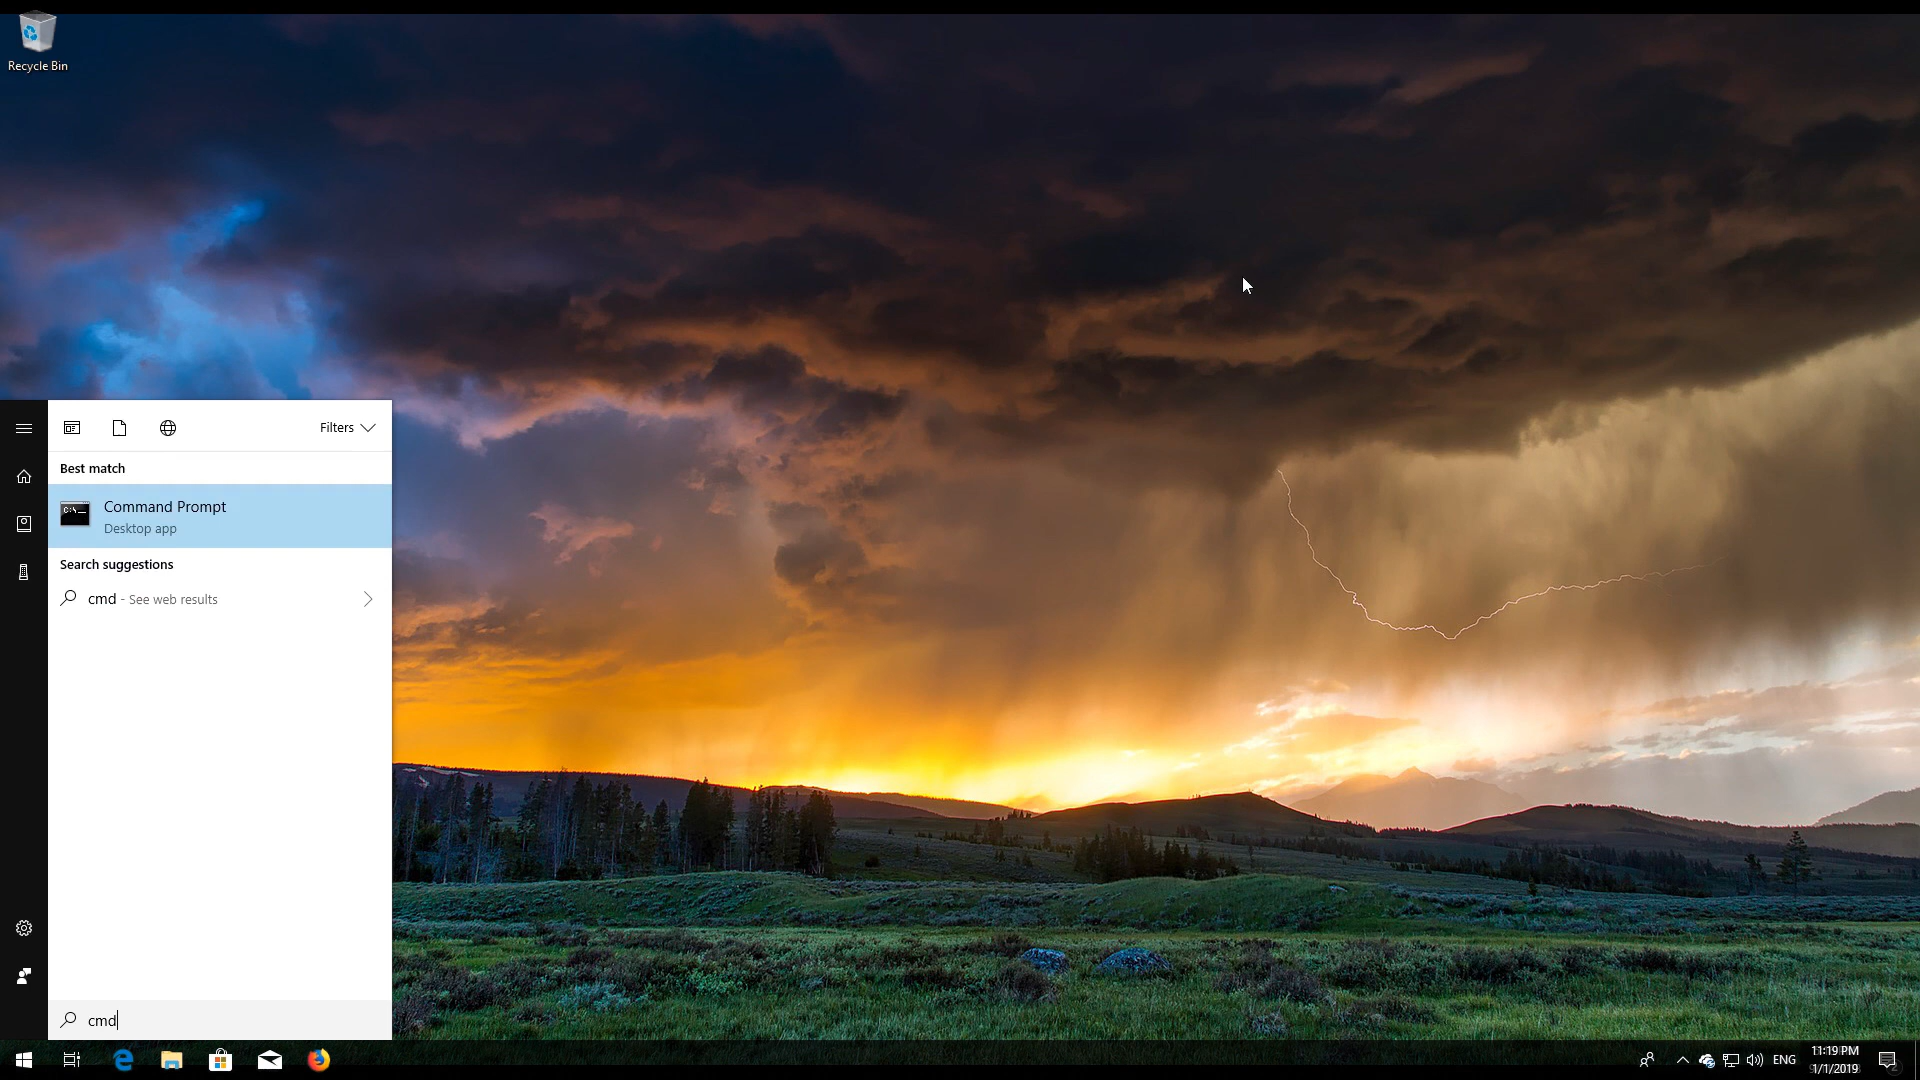 Recycle Bin
Filters
Best match
Command Prompt
Desktop app
Search suggestions
cmd - See web results
cmd
ENG
11:19 PM
1/1/2019